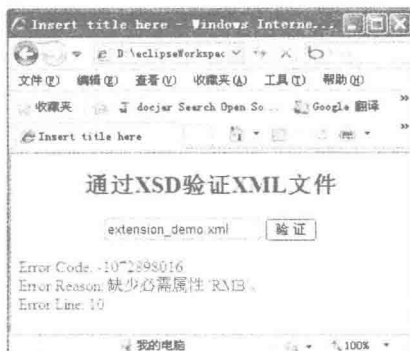 Insert title here - Windows Interne...
D:\eclipseWorkspac
文件(F) 编辑(E) 查看(V) 收藏夹(A) 工具(T) 帮助(H)
收藏夹 docjar Search Open So... Google 翻译
Insert title here
通过XSD验证XML文件
extension_demo.xml 验 证
Error Code: -1072898016
Error Reason: 缺少必需属性 'RMB'。
Error Line: 10
我的电脑 100%